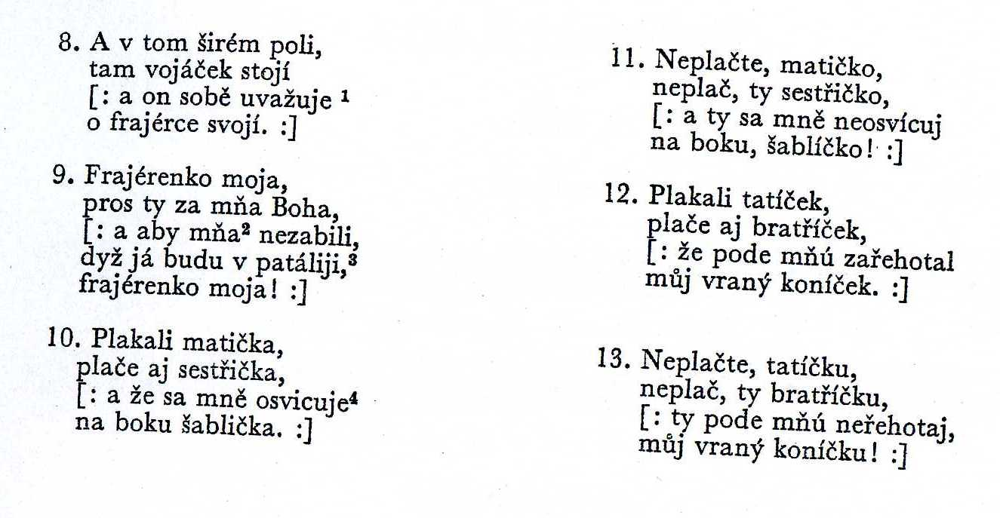 8. A v tom širém poli,
tam vojáček stojí
[: a on sobě uvažuje ¹
o frajérce svojí. :]
9. Frajérenko moja,
pros ty za mňa Boha,
[: a aby mňa² nezabili,
dyž já budu v patáliji,³
frajérenko moja! :]
10. Plakali matička,
plače aj sestřička,
[: a že sa mně osvicuje⁴
na boku šablička. :]
11. Neplačte, matičko,
neplač, ty sestřičko,
[: a ty sa mně neosvícuj
na boku, šablíčko! :]
12. Plakali tatíček,
plače aj bratříček,
[: že pode mňú zařehotal
můj vraný koníček. :]
13. Neplačte, tatíčku,
neplač, ty bratříčku,
[: ty pode mňú neřehotaj,
můj vraný koníčku! :]